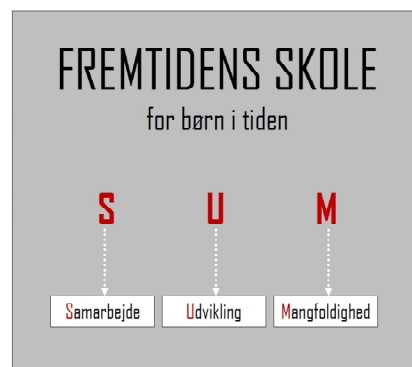 FREMTIDENS SKOLE
for børn i tiden
S U M
Samarbejde Udvikling Mangfoldighed